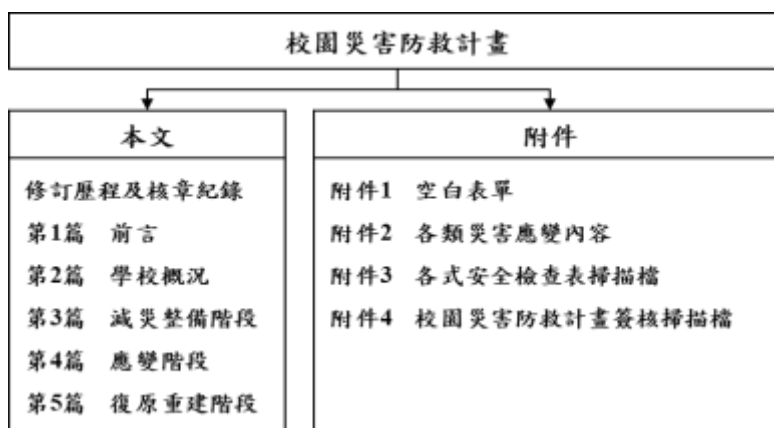 校園災害防救計畫
本文
修訂歷程及核章紀錄
第1篇 前言
第2篇 學校概況
第3篇 減災整備階段
第4篇 應變階段
第5篇 復原重建階段
附件
附件1 空白表單
附件2 各類災害應變內容
附件3 各式安全檢查表掃描檔
附件4 校園災害防救計畫簽核掃描檔